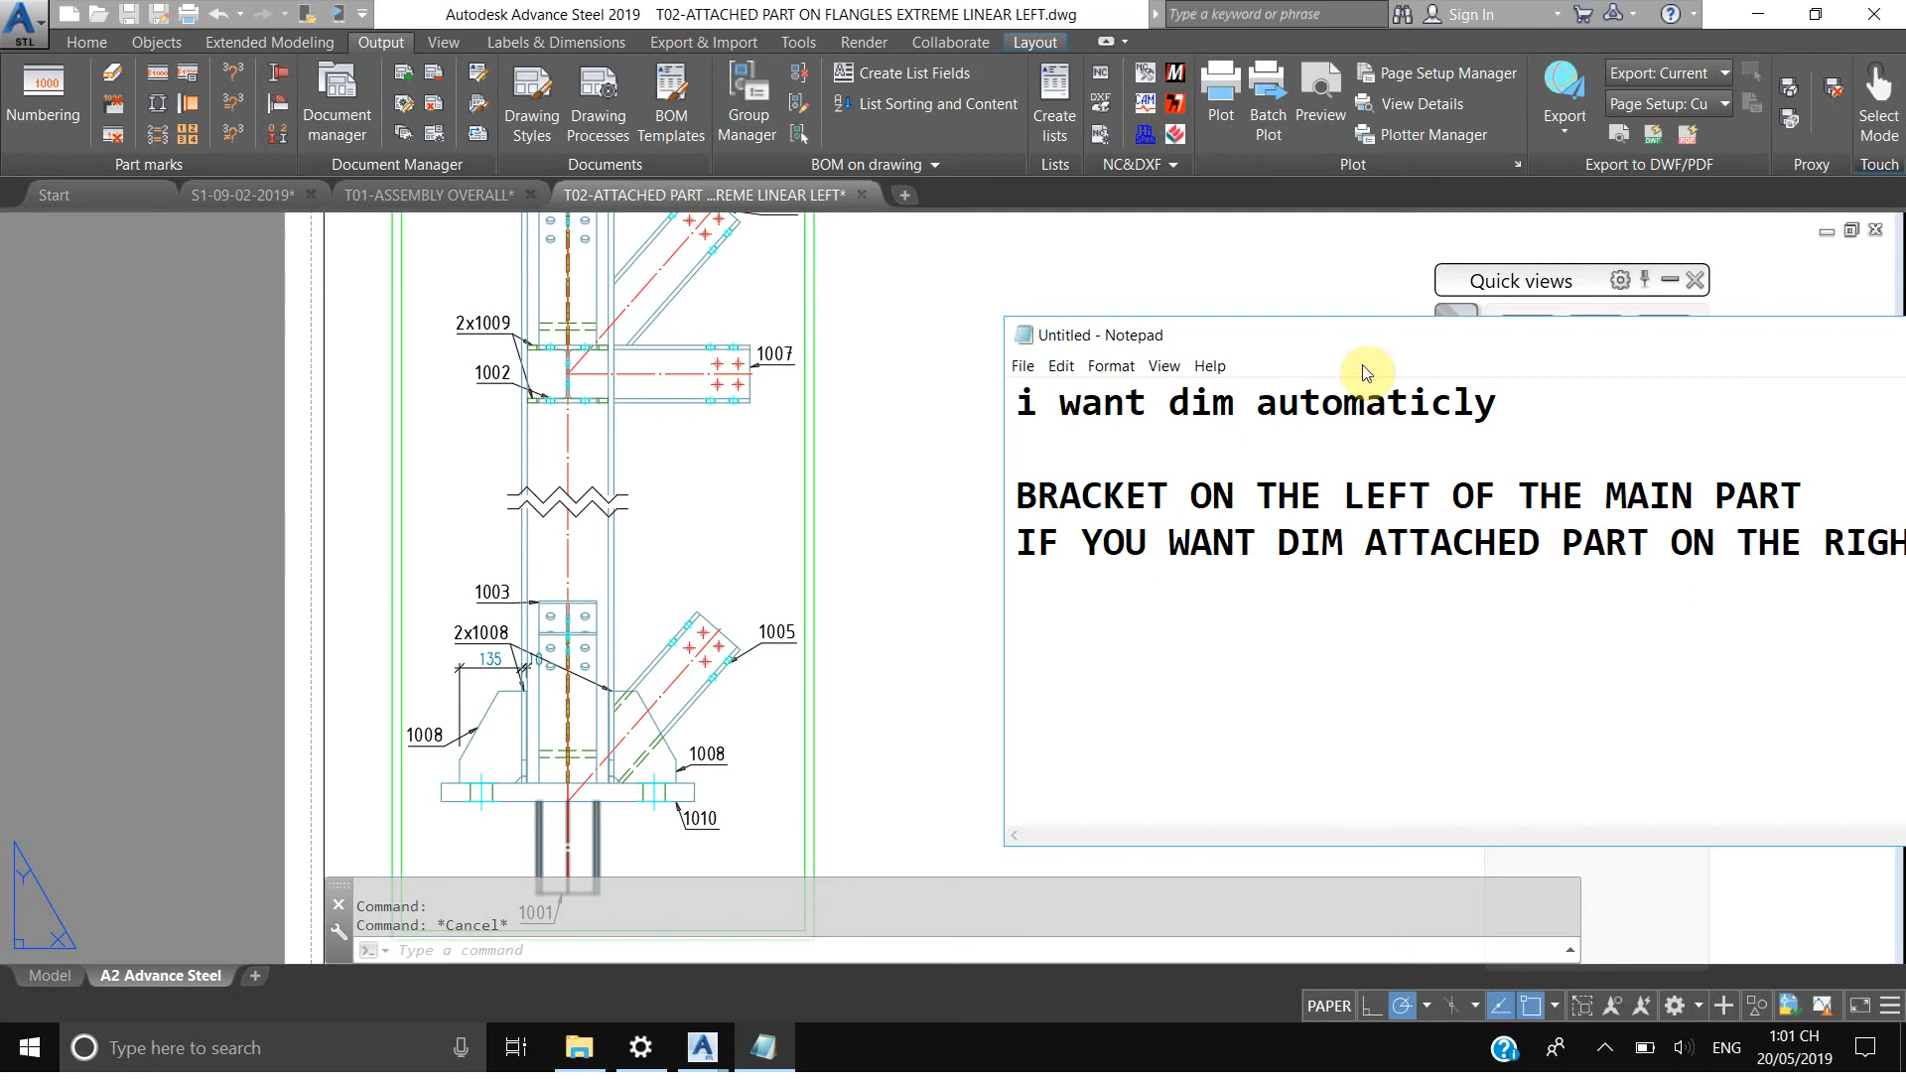 Autodesk Advance Steel 2019 T02-ATTACHED PART ON FLANGLES EXTREME LINEAR LEFT.dwg
Type a keyword or phrase
Sign In
STL
Home Objects Extended Modeling Output View Labels & Dimensions Export & Import Tools Render Collaborate Layout
Numbering
Document manager
Drawing Styles
Drawing Processes
BOM Templates
Group Manager
Create List Fields
List Sorting and Content
Create lists
NC
DXF
CAM
Plot
Batch Plot
Preview
Page Setup Manager
View Details
Plotter Manager
Export
Export: Current
Page Setup: Cu
Select Mode
Part marks
Document Manager
Documents
BOM on drawing
Lists
NC&DXF
Plot
Export to DWF/PDF
Proxy
Touch
Start
S1-09-02-2019*
T01-ASSEMBLY OVERALL*
T02-ATTACHED PART ...REME LINEAR LEFT*
Quick views
Untitled - Notepad
File Edit Format View Help
i want dim automaticly
BRACKET ON THE LEFT OF THE MAIN PART
IF YOU WANT DIM ATTACHED PART ON THE RIGH
2x1009
1007
1002
1003
2x1008
1005
135
10
1008
1008
1010
1001
Command:
Command: *Cancel*
Type a command
Y
X
Model
A2 Advance Steel
PAPER
Type here to search
ENG
1:01 CH
20/05/2019